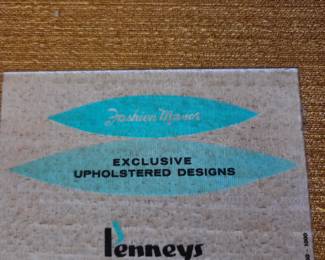 Fashion Manor
EXCLUSIVE
UPHOLSTERED DESIGNS
Penneys